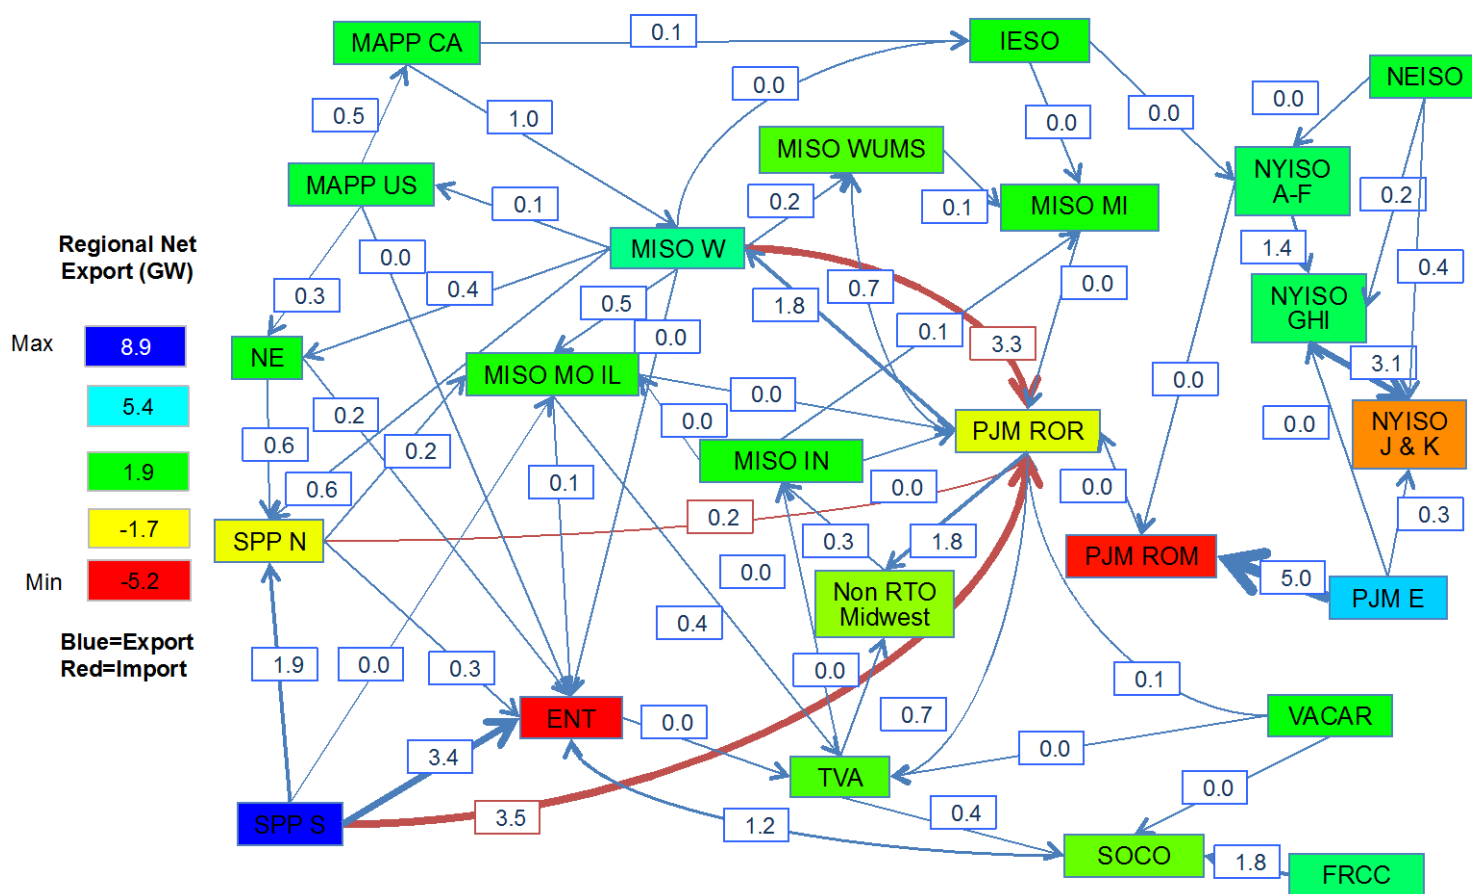 MAPP CA
0.1
IESO
NEISO
0.5
1.0
0.0
0.0
0.0
0.0
MISO WUMS
MAPP US
NYISO
A-F
0.1
0.2
0.1
MISO MI
0.2
Regional Net
Export (GW)
MISO W
0.0
1.4
0.4
0.3
0.4
0.5
1.8
0.7
0.0
NYISO
GHI
Max
8.9
NE
0.0
0.1
3.3
3.1
MISO MO IL
0.0
0.0
5.4
0.2
0.0
PJM ROR
0.0
NYISO
J & K
0.6
0.2
MISO IN
1.9
0.6
0.1
0.0
0.0
-1.7
SPP N
0.2
0.3
1.8
0.3
PJM ROM
Min
-5.2
0.0
5.0
PJM E
Non RTO
Midwest
0.4
Blue=Export
Red=Import
1.9
0.0
0.3
0.0
0.1
ENT
0.0
0.7
VACAR
3.4
0.0
TVA
0.0
SPP S
3.5
1.2
0.4
SOCO
1.8
FRCC